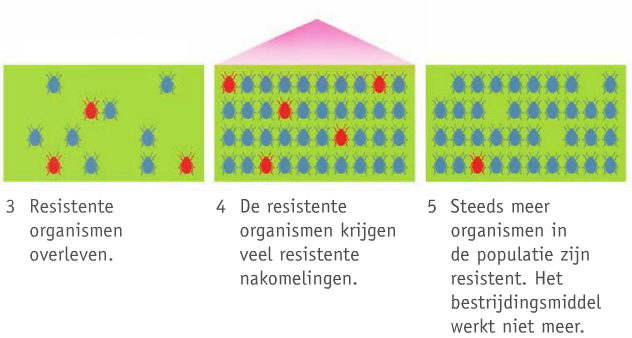 3 Resistente
organismen
overleven.
4 De resistente
organismen krijgen
veel resistente
nakomelingen.
5 Steeds meer
organismen in
de populatie zijn
resistent. Het
bestrijdingsmiddel
werkt niet meer.